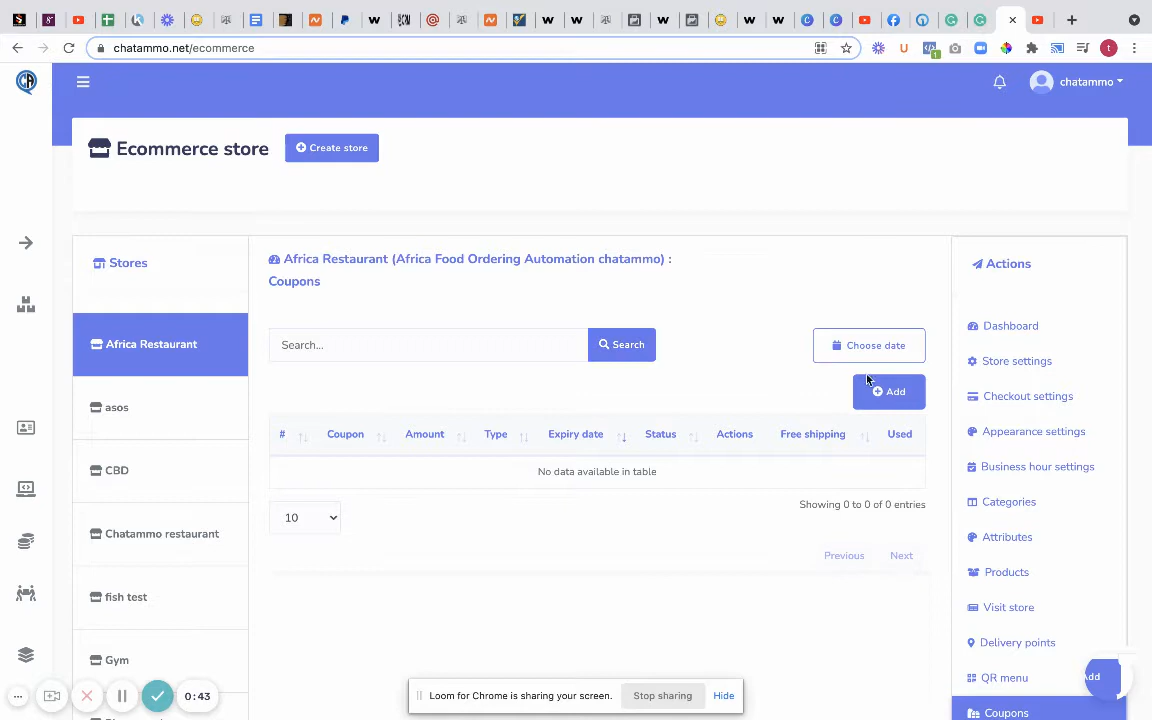 chatammo.net/ecommerce
1
t
CA
chatammo
Ecommerce store
Create store
Stores
Africa Restaurant
asos
CBD
Chatammo restaurant
fish test
Gym
Africa Restaurant (Africa Food Ordering Automation chatammo) :
Coupons
Search...
Search
Choose date
Add
# Coupon Amount Type Expiry date Status Actions Free shipping Used
No data available in table
10
Showing 0 to 0 of 0 entries
Previous Next
Actions
Dashboard
Store settings
Checkout settings
Appearance settings
Business hour settings
Categories
Attributes
Products
Visit store
Delivery points
QR menu
Add
Coupons
0:43
Loom for Chrome is sharing your screen.
Stop sharing
Hide